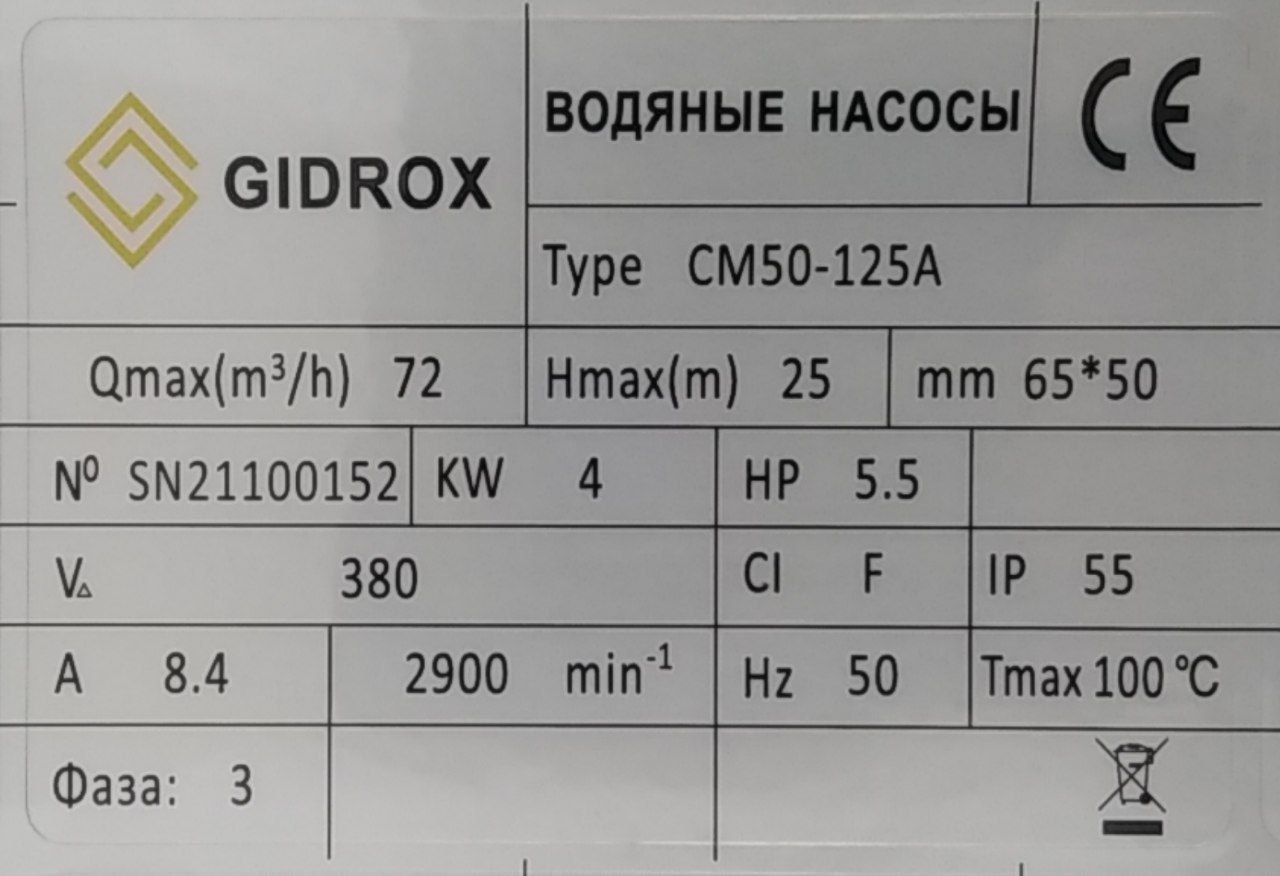 GIDROX
ВОДЯНЫЕ НАСОСЫ
CE
Type CM50-125A
Qmax(m³/h) 72
Hmax(m) 25
mm 65*50
Nº SN21100152
KW 4
HP 5.5
V△ 380
Cl F
IP 55
A 8.4
2900 min⁻¹
Hz 50
Tmax 100 ℃
Фаза: 3